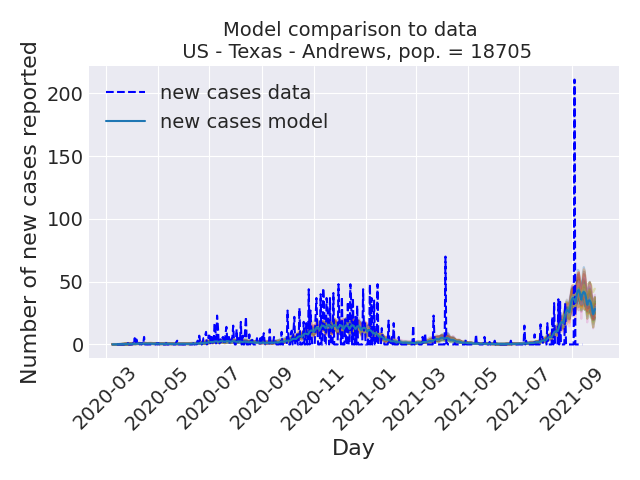 Model comparison to data
US - Texas - Andrews, pop. = 18705
new cases data
new cases model
Number of new cases reported
200
150
100
50
0
2020-03
2020-05
2020-07
2020-09
2020-11
2021-01
2021-03
2021-05
2021-07
2021-09
Day